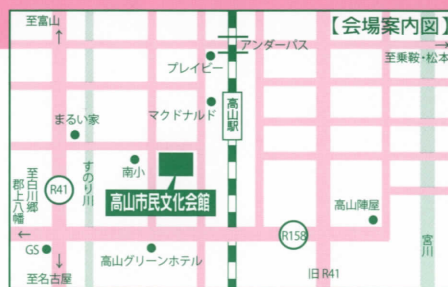 【会場案内図】
至富山
↑
アンダーパス
→
至乗鞍・松本
プレイビー
マクドナルド
高山駅
まるい家
南小
高山市民文化会館
すのり川
R41
至白川郷
郡上八幡
←
高山陣屋
宮川
R158
GS
↓
至名古屋
高山グリーンホテル
旧R41